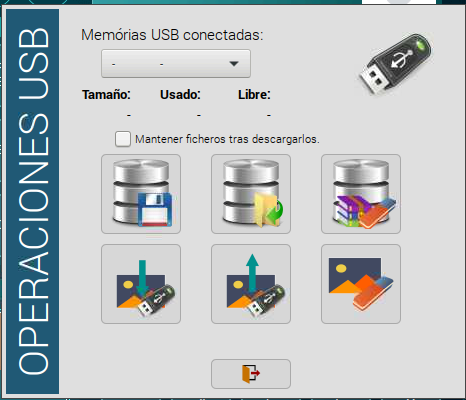 OPERACIONES USB
Memórias USB conectadas:
- -
Tamaño: Usado: Libre:
- - -
Mantener ficheros tras descargarlos.